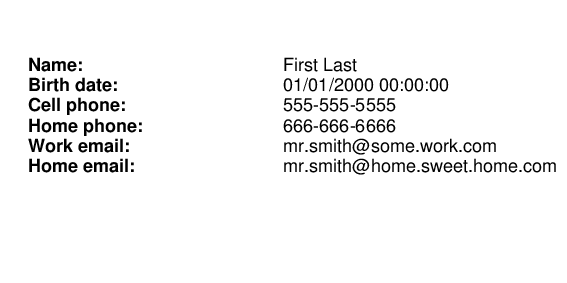 Name: First Last
Birth date: 01/01/2000 00:00:00
Cell phone: 555-555-5555
Home phone: 666-666-6666
Work email: mr.smith@some.work.com
Home email: mr.smith@home.sweet.home.com